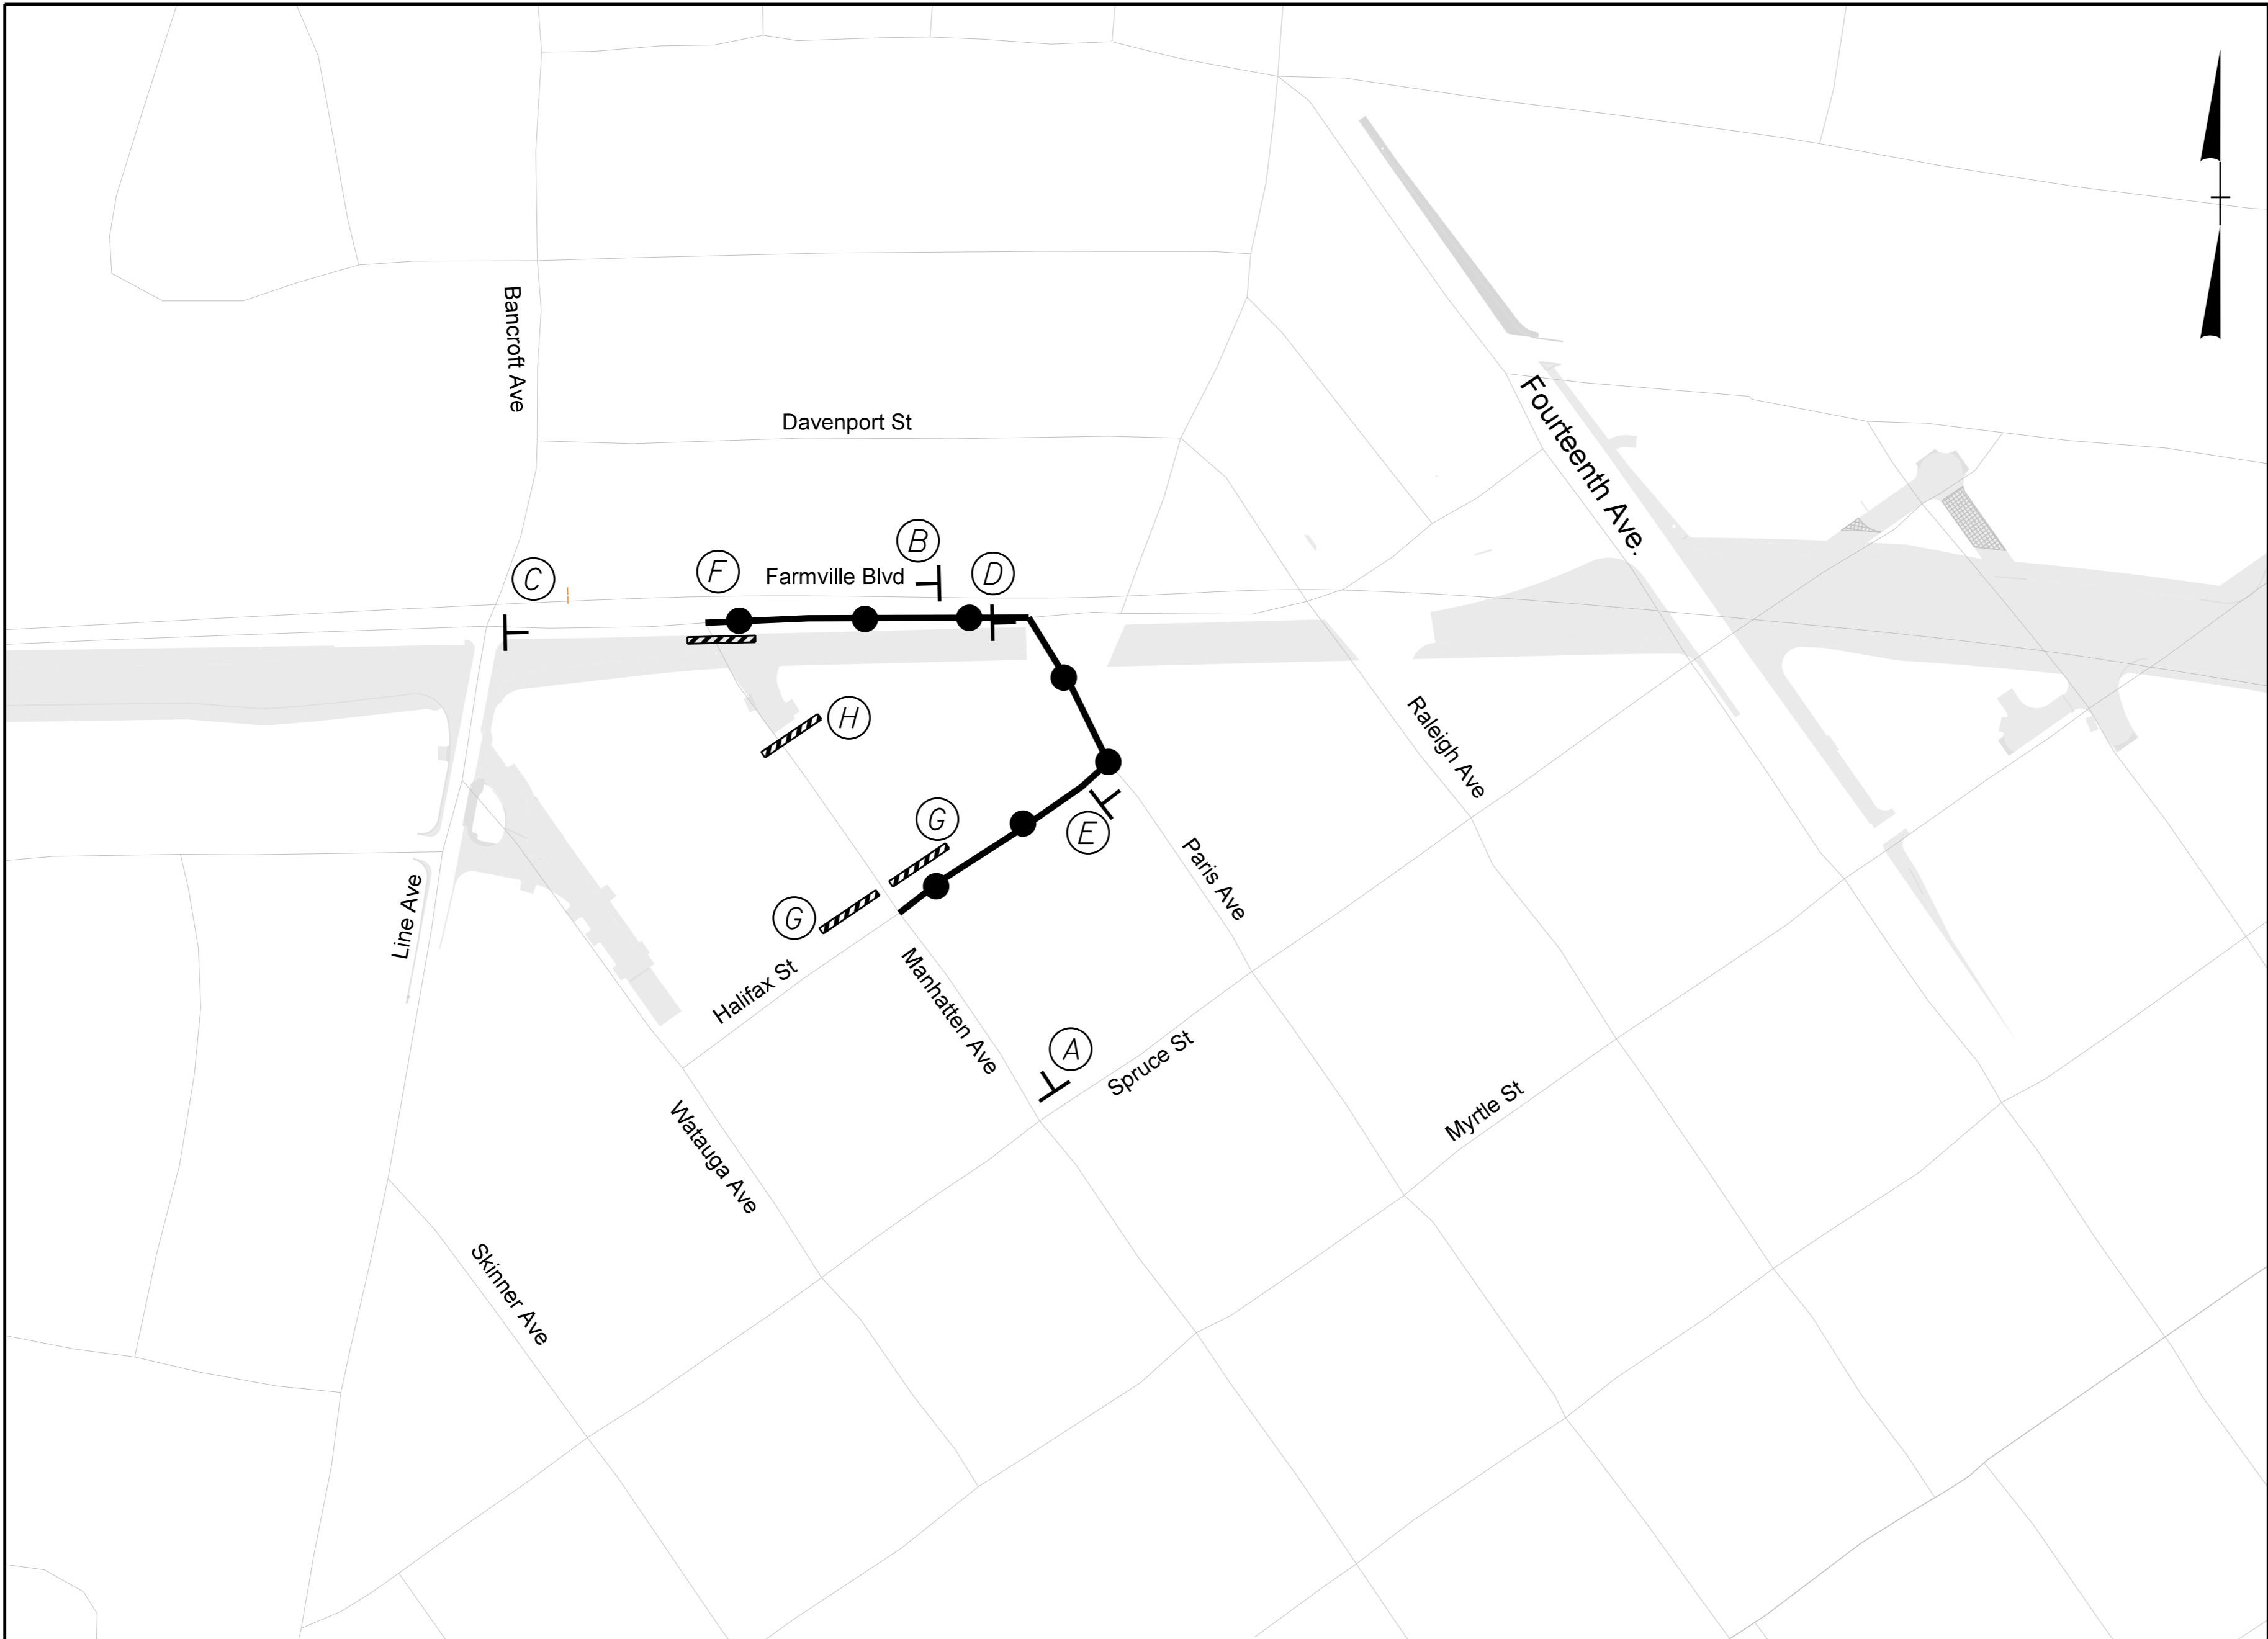 Bancroft Ave
Davenport St
Fourteenth Ave.
B
F
Farmville Blvd
D
C
H
Raleigh Ave
G
E
Paris Ave
Line Ave
G
Halifax St
Manhatten Ave
A
Spruce St
Myrtle St
Watauga Ave
Skinner Ave